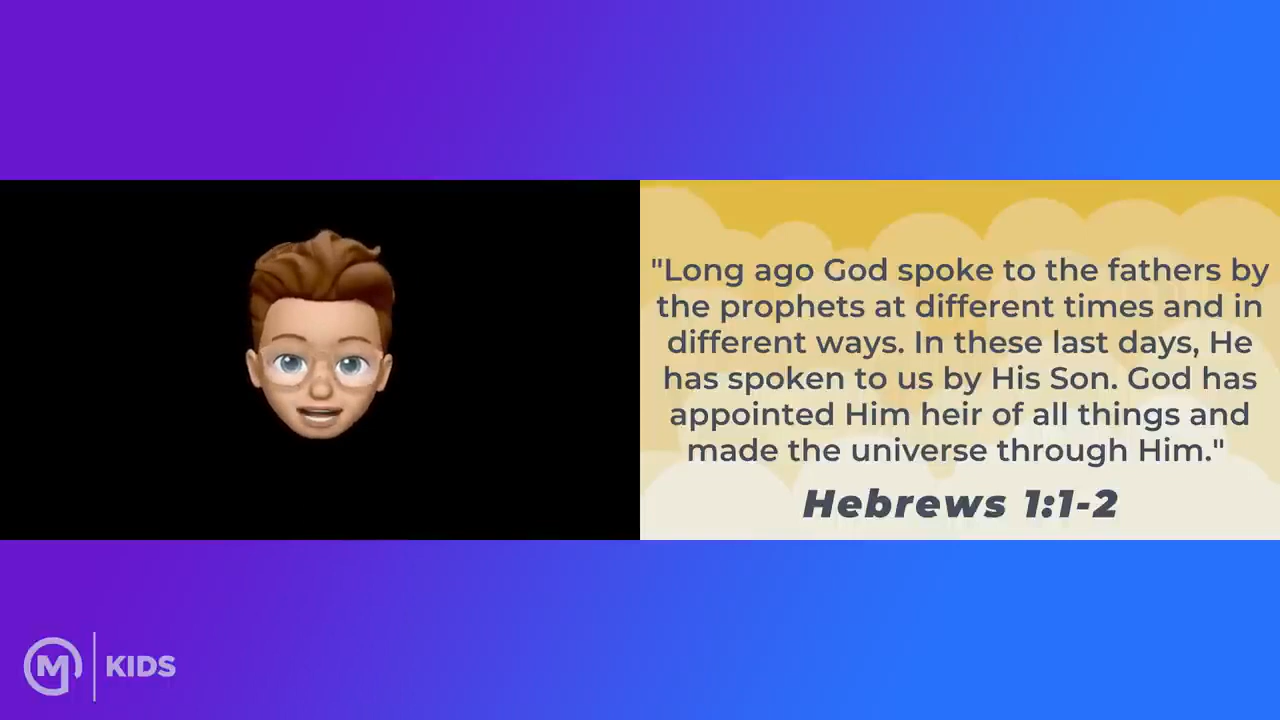 "Long ago God spoke to the fathers by
the prophets at different times and in
different ways. In these last days, He
has spoken to us by His Son. God has
appointed Him heir of all things and
made the universe through Him."
Hebrews 1:1-2
M KIDS